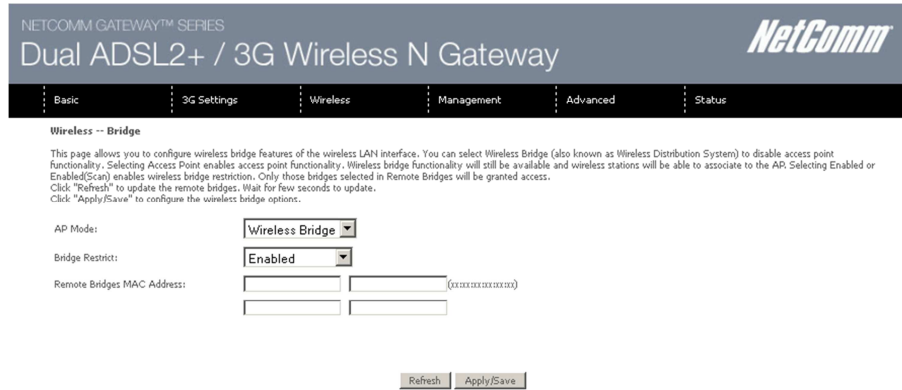 NETCOMM GATEWAY™ SERIES
Dual ADSL2+ / 3G Wireless N Gateway
NetComm
Basic 3G Settings Wireless Management Advanced Status
Wireless -- Bridge
This page allows you to configure wireless bridge features of the wireless LAN interface. You can select Wireless Bridge (also known as Wireless Distribution System) to disable access point
functionality. Selecting Access Point enables access point functionality. Wireless bridge functionality will still be available and wireless stations will be able to associate to the AP. Selecting Enabled or
Enabled(Scan) enables wireless bridge restriction. Only those bridges selected in Remote Bridges will be granted access.
Click "Refresh" to update the remote bridges. Wait for few seconds to update.
Click "Apply/Save" to configure the wireless bridge options.
AP Mode: Wireless Bridge
Bridge Restrict: Enabled
Remote Bridges MAC Address: (xx:xx:xx:xx:xx:xx)
Refresh Apply/Save